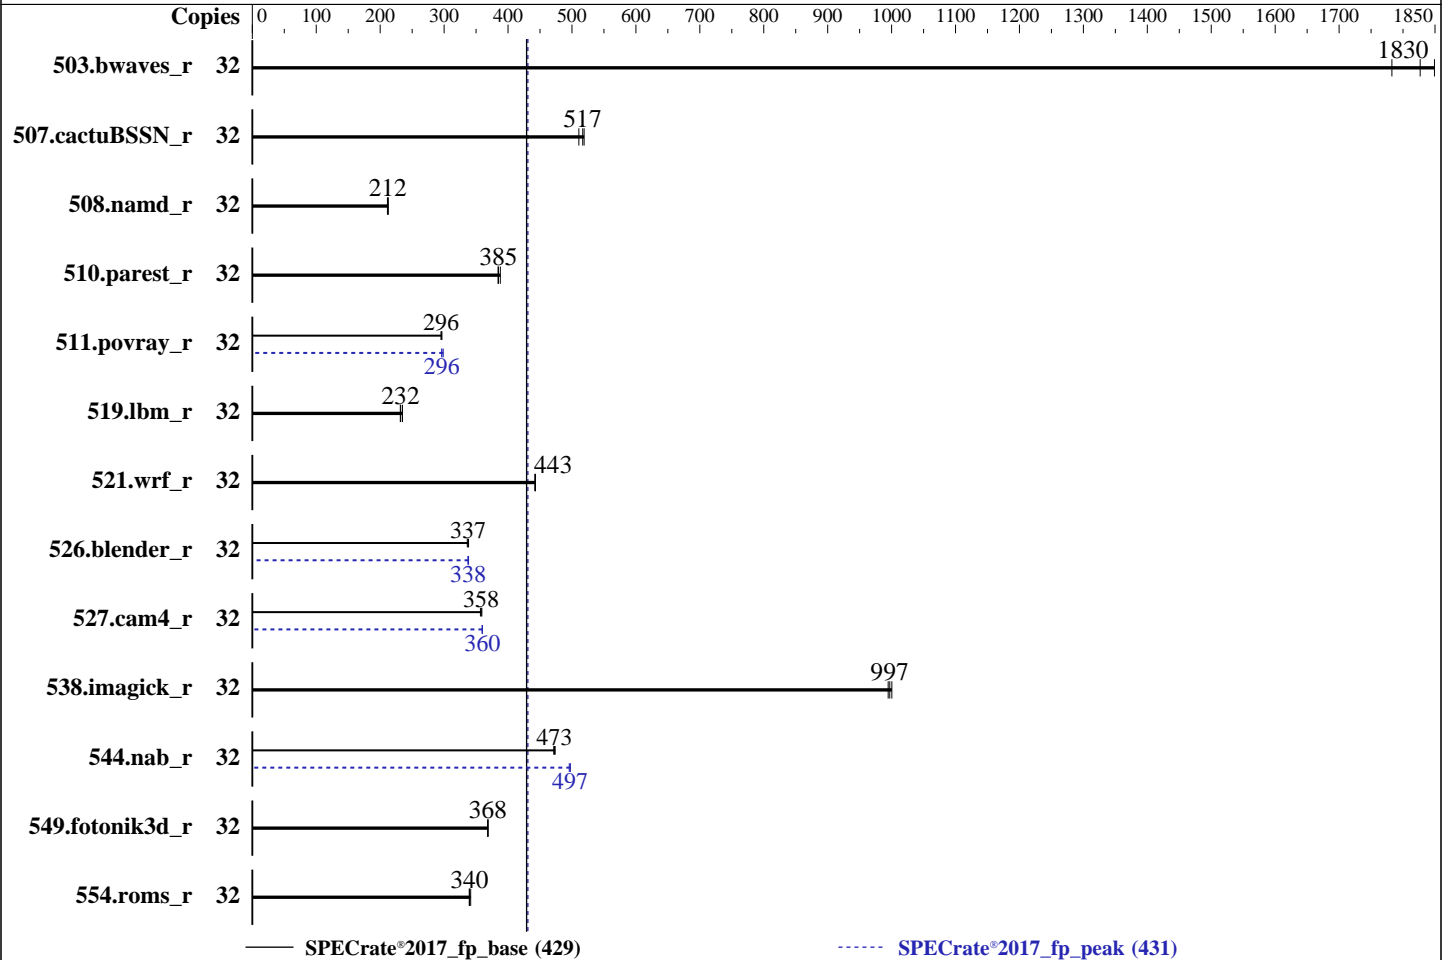 Copies 0 100 200 300 400 500 600 700 800 900 1000 1100 1200 1300 1400 1500 1600 1700 1850
503.bwaves_r 32 1830
507.cactuBSSN_r 32 517
508.namd_r 32 212
510.parest_r 32 385
296
511.povray_r 32
296
519.lbm_r 32 232
521.wrf_r 32 443
337
526.blender_r 32
338
358
527.cam4_r 32
360
538.imagick_r 32 997
473
544.nab_r 32
497
549.fotonik3d_r 32 368
554.roms_r 32 340
SPECrate®2017_fp_base (429) SPECrate®2017_fp_peak (431)